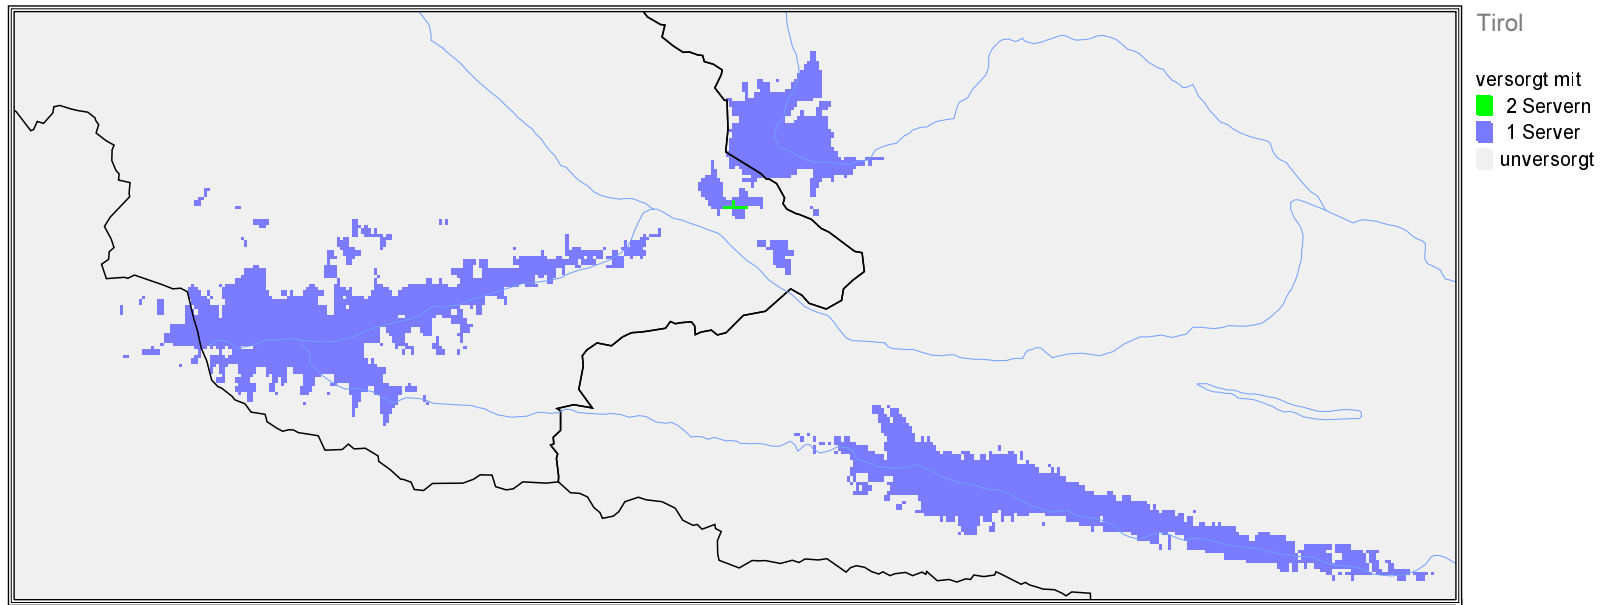 Tirol
versorgt mit
2 Servern
1 Server
unversorgt